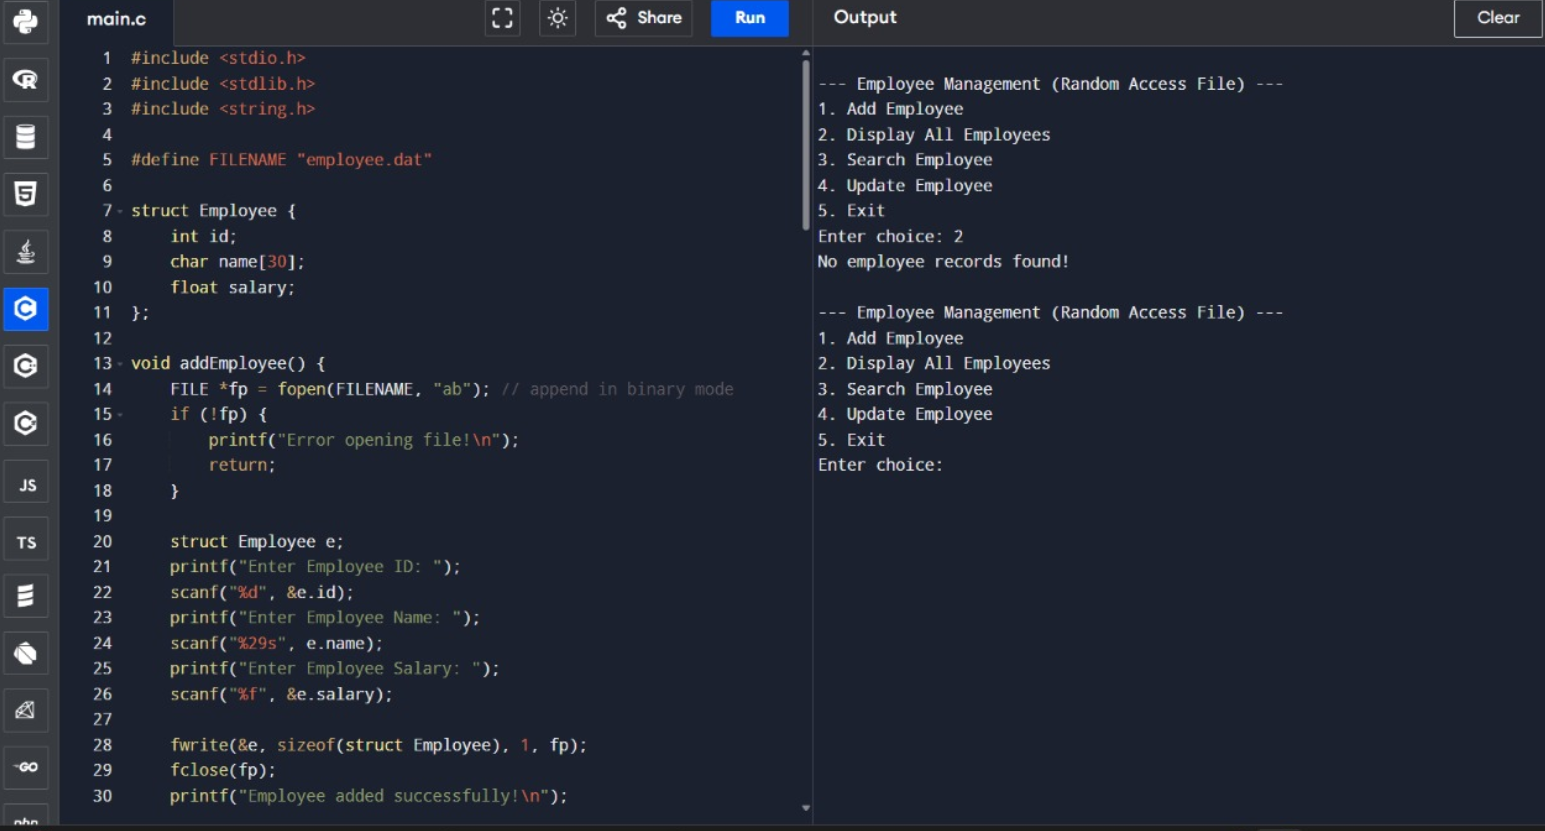 main.c
Share
Run
Output
Clear
1 #include <stdio.h>
2 #include <stdlib.h>
3 #include <string.h>
4
5 #define FILENAME "employee.dat"
6
7 struct Employee {
8 int id;
9 char name[30];
10 float salary;
11 };
12
13 void addEmployee() {
14 FILE *fp = fopen(FILENAME, "ab"); // append in binary mode
15 if (!fp) {
16 printf("Error opening file!\n");
17 return;
18 }
19
20 struct Employee e;
21 printf("Enter Employee ID: ");
22 scanf("%d", &e.id);
23 printf("Enter Employee Name: ");
24 scanf("%29s", e.name);
25 printf("Enter Employee Salary: ");
26 scanf("%f", &e.salary);
27
28 fwrite(&e, sizeof(struct Employee), 1, fp);
29 fclose(fp);
30 printf("Employee added successfully!\n");
--- Employee Management (Random Access File) ---
1. Add Employee
2. Display All Employees
3. Search Employee
4. Update Employee
5. Exit
Enter choice: 2
No employee records found!
--- Employee Management (Random Access File) ---
1. Add Employee
2. Display All Employees
3. Search Employee
4. Update Employee
5. Exit
Enter choice:
R
5
C
C
C
JS
TS
GO
php